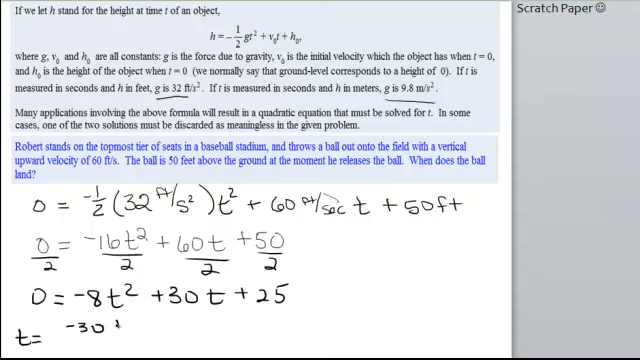 Scratch Paper
If we let h stand for the height at time t of an object,
h = -1/2 gt² + v₀t + h₀,
where g, v₀ and h₀ are all constants: g is the force due to gravity, v₀ is the initial velocity which the object has when t = 0,
and h₀ is the height of the object when t = 0 (we normally say that ground-level corresponds to a height of 0). If t is
measured in seconds and h in feet, g is 32 ft/s². If t is measured in seconds and h in meters, g is 9.8 m/s².
Many applications involving the above formula will result in a quadratic equation that must be solved for t. In some
cases, one of the two solutions must be discarded as meaningless in the given problem.
Robert stands on the topmost tier of seats in a baseball stadium, and throws a ball out onto the field with a vertical
upward velocity of 60 ft/s. The ball is 50 feet above the ground at the moment he releases the ball. When does the ball
land?
0 = -1/2 (32 ft/s²) t² + 60 ft/sec t + 50 ft
0/2 = -16t²/2 + 60t/2 + 50/2
0 = -8t² + 30t + 25
t = -30